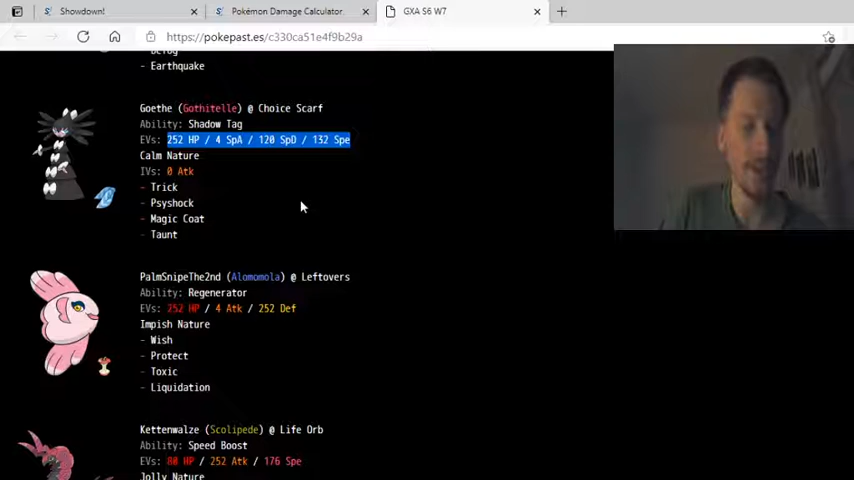 Showdown!
Pokémon Damage Calculator
GXA S6 W7
https://pokepast.es/c330ca51e4f9b29a
- Defog
- Earthquake
Goethe (Gothitelle) @ Choice Scarf
Ability: Shadow Tag
EVs: 252 HP / 4 SpA / 120 SpD / 132 Spe
Calm Nature
IVs: 0 Atk
- Trick
- Psyshock
- Magic Coat
- Taunt
PalmSnipeThe2nd (Alomomola) @ Leftovers
Ability: Regenerator
EVs: 252 HP / 4 Atk / 252 Def
Impish Nature
- Wish
- Protect
- Toxic
- Liquidation
Kettenwalze (Scolipede) @ Life Orb
Ability: Speed Boost
EVs: 80 HP / 252 Atk / 176 Spe
Jolly Nature